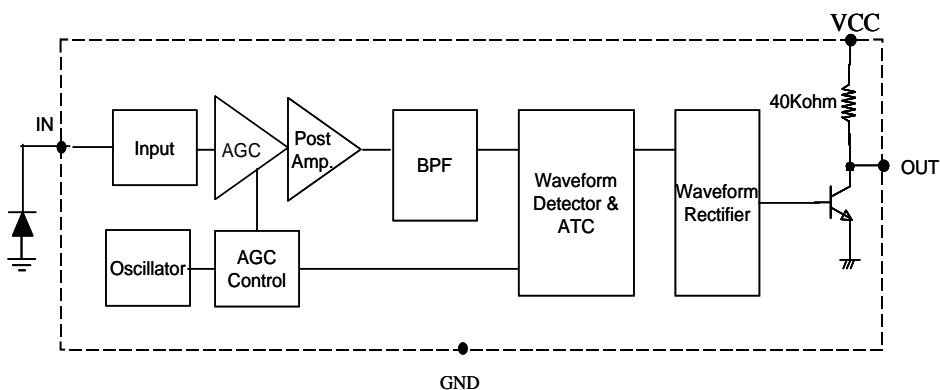 VCC
40Kohm
IN
Input
AGC
Post
Amp.
BPF
Waveform
Detector &
ATC
Waveform
Rectifier
OUT
Oscillator
AGC
Control
GND